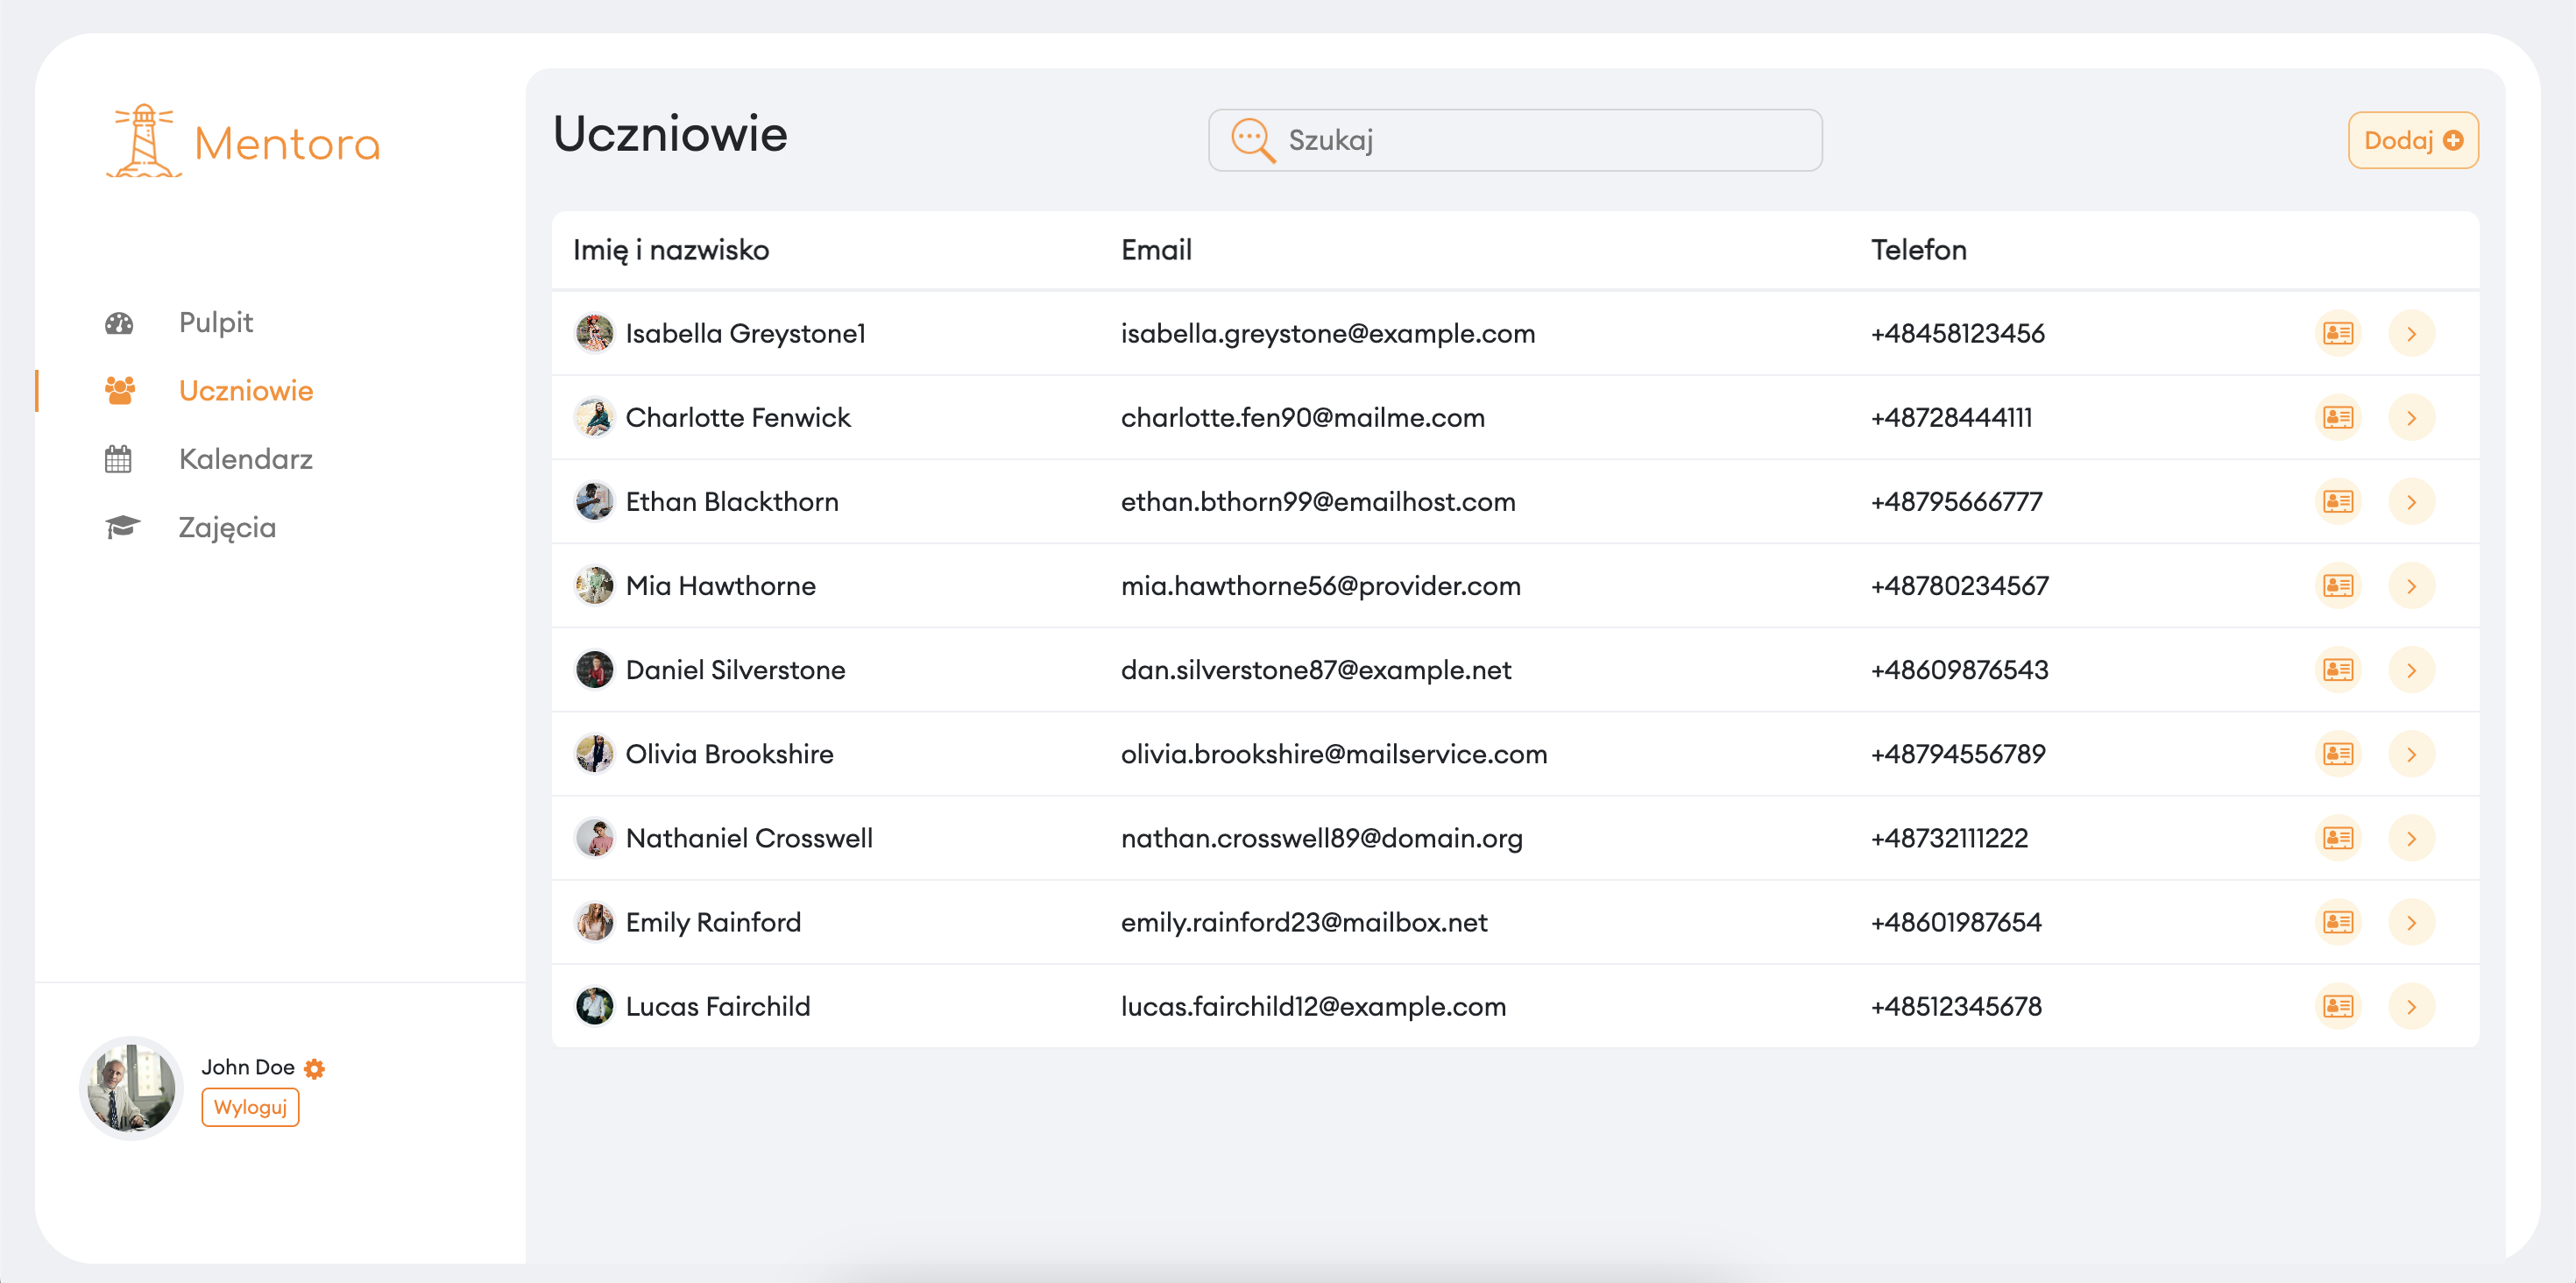 Mentora
Pulpit
Uczniowie
Kalendarz
Zajęcia
John Doe
Wyloguj
Uczniowie
Szukaj
Dodaj
Imię i nazwisko Email Telefon
Isabella Greystone1 isabella.greystone@example.com +48458123456
Charlotte Fenwick charlotte.fen90@mailme.com +48728444111
Ethan Blackthorn ethan.bthorn99@emailhost.com +48795666777
Mia Hawthorne mia.hawthorne56@provider.com +48780234567
Daniel Silverstone dan.silverstone87@example.net +48609876543
Olivia Brookshire olivia.brookshire@mailservice.com +48794556789
Nathaniel Crosswell nathan.crosswell89@domain.org +48732111222
Emily Rainford emily.rainford23@mailbox.net +48601987654
Lucas Fairchild lucas.fairchild12@example.com +48512345678